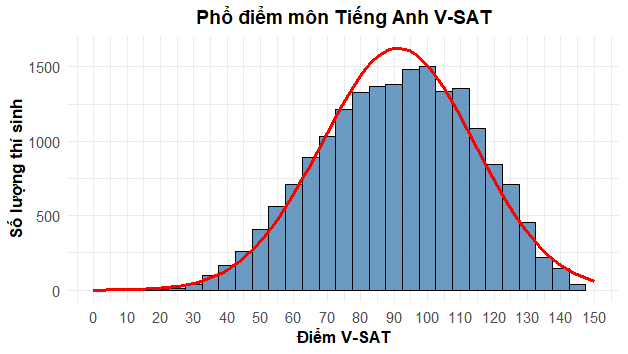 Phổ điểm môn Tiếng Anh V-SAT
Số lượng thí sinh
1500
1000
500
0
0 10 20 30 40 50 60 70 80 90 100 110 120 130 140 150
Điểm V-SAT